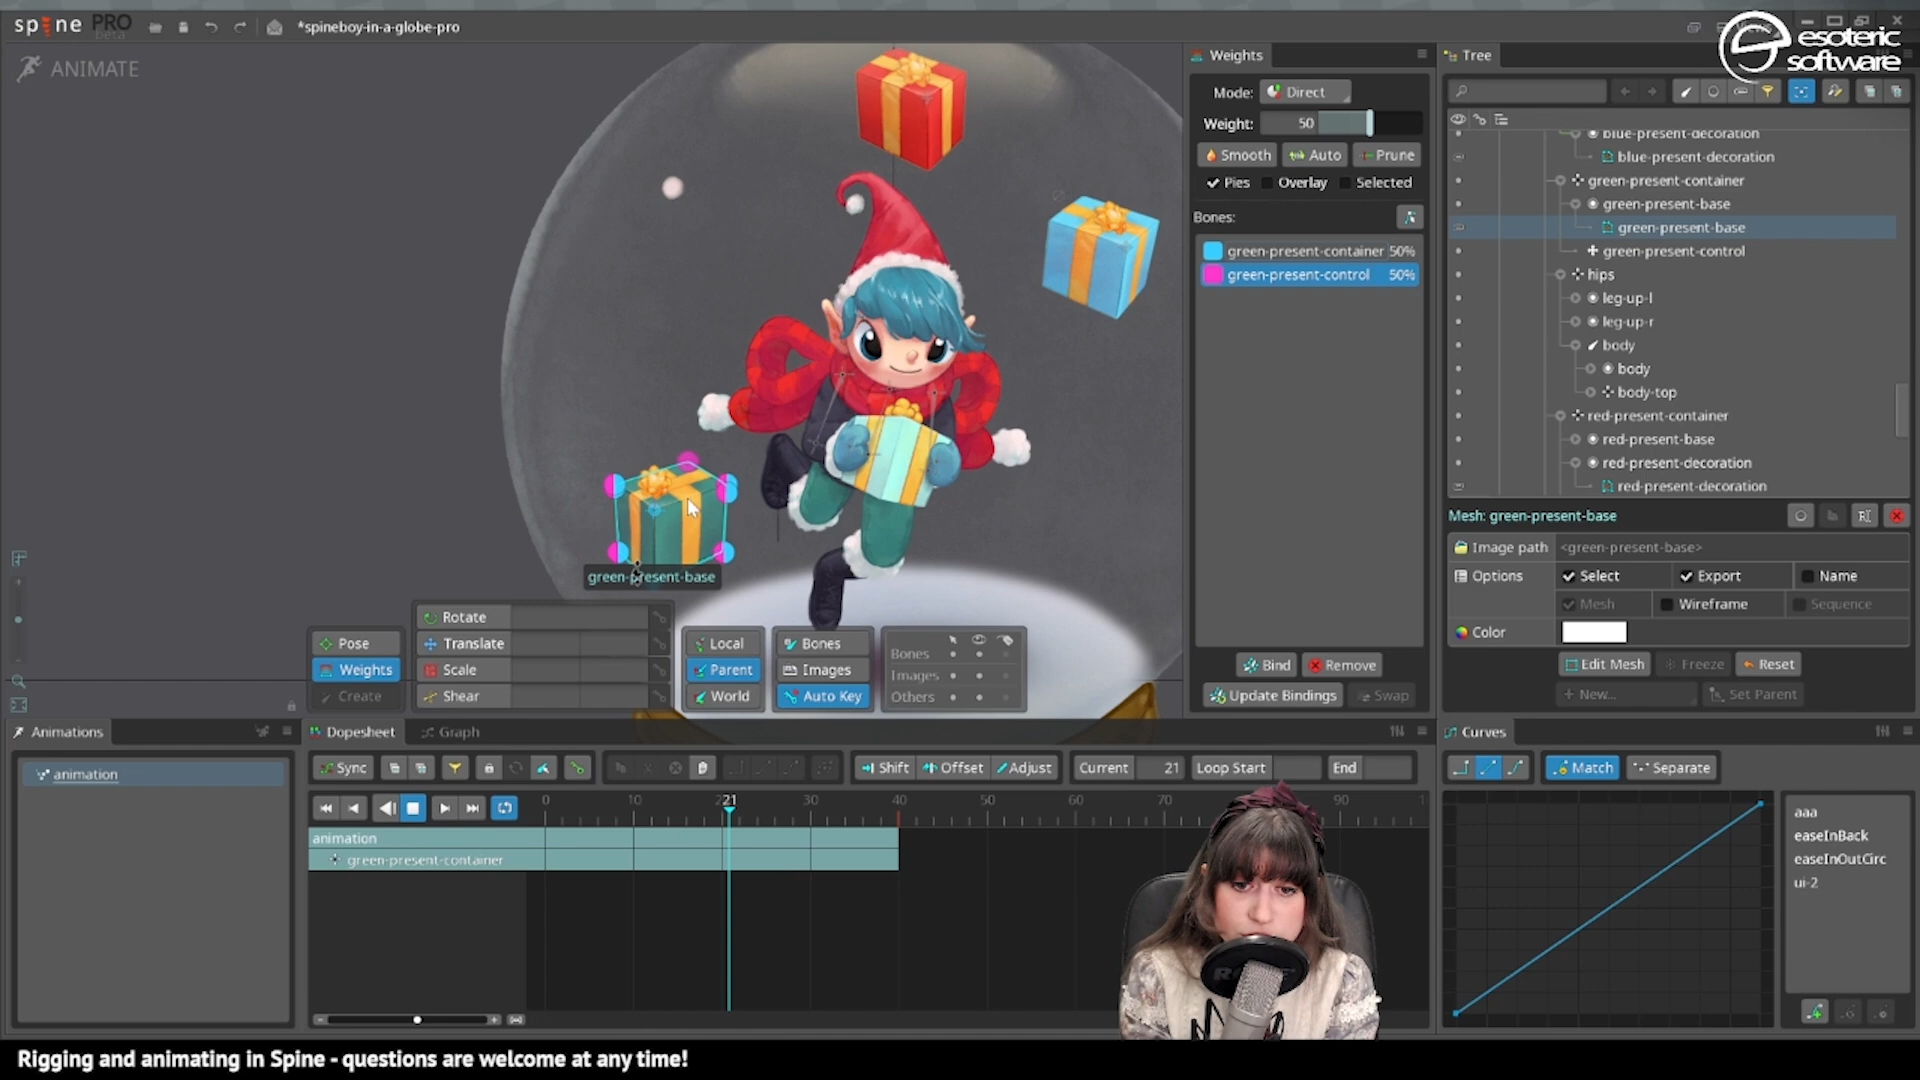 spine PRO
beta
*spineboy-in-a-globe-pro
Views
esoteric
software
ANIMATE
Weights
Mode:
Direct
Weight:
50
Smooth
Auto
Prune
Pies
Overlay
Selected
Bones:
green-present-container 50%
green-present-control 50%
Bind
Remove
Update Bindings
Swap
Tree
blue-present-decoration
blue-present-decoration
green-present-container
green-present-base
green-present-base
green-present-control
hips
leg-up-l
leg-up-r
body
body
body-top
red-present-container
red-present-base
red-present-decoration
red-present-decoration
Mesh: green-present-base
Image path
<green-present-base>
Options
Select
Export
Name
Mesh
Wireframe
Sequence
Color
Edit Mesh
Freeze
Reset
New...
Set Parent
green-present-base
Pose
Weights
Create
Rotate
Translate
Scale
Shear
Local
Parent
World
Bones
Images
Auto Key
Bones
Images
Others
Animations
animation
Dopesheet
Graph
Sync
Shift
Offset
Adjust
Current
21
Loop Start
End
0
10
21
30
40
50
60
70
90
animation
green-present-container
Curves
Match
Separate
aaa
easeInBack
easeInOutCirc
ui-2
Rigging and animating in Spine - questions are welcome at any time!